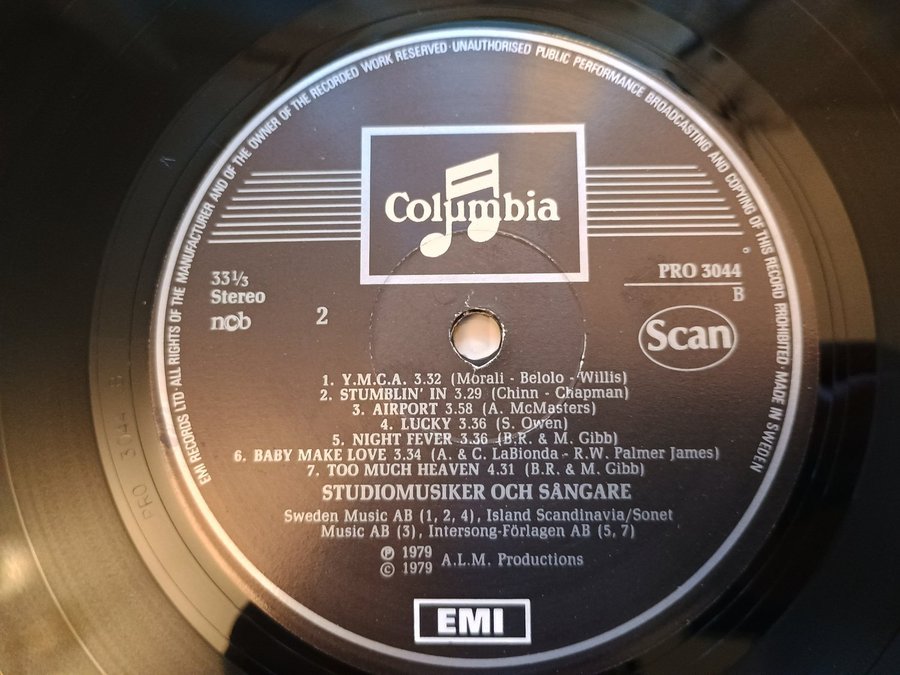 EMI RECORDS LTD · ALL RIGHTS OF THE MANUFACTURER AND OF THE OWNER OF THE RECORDED WORK RESERVED · UNAUTHORISED PUBLIC PERFORMANCE BROADCASTING AND COPYING OF THIS RECORD PROHIBITED · MADE IN SWEDEN
Columbia
33 1/3
Stereo
ncb
2
PRO 3044
B
Scan
1. Y.M.C.A. 3.32 (Morali - Belolo - Willis)
2. STUMBLIN' IN 3.29 (Chinn - Chapman)
3. AIRPORT 3.58 (A. McMasters)
4. LUCKY 3.36 (S. Owen)
5. NIGHT FEVER 3.36 (B.R. & M. Gibb)
6. BABY MAKE LOVE 3.34 (A. & C. LaBionda - R.W. Palmer James)
7. TOO MUCH HEAVEN 4.31 (B.R. & M. Gibb)
STUDIOMUSIKER OCH SÅNGARE
Sweden Music AB (1, 2, 4), Island Scandinavia/Sonet
Music AB (3), Intersong-Förlagen AB (5, 7)
℗ 1979
© 1979
A.L.M. Productions
EMI
PRO 3044 B